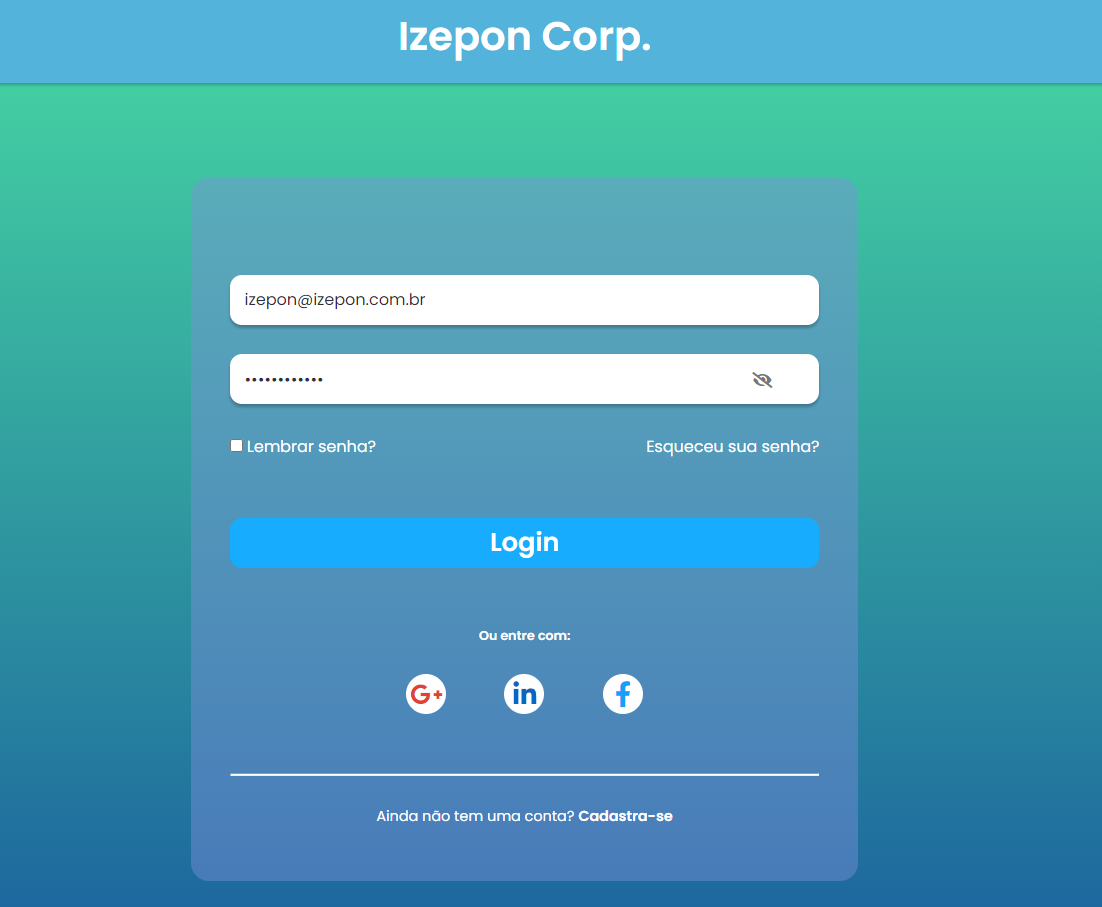 Izepon Corp.
izepon@izepon.com.br
••••••••••••
Lembrar senha? Esqueceu sua senha?
Login
Ou entre com:
G+ in f
Ainda não tem uma conta? Cadastra-se